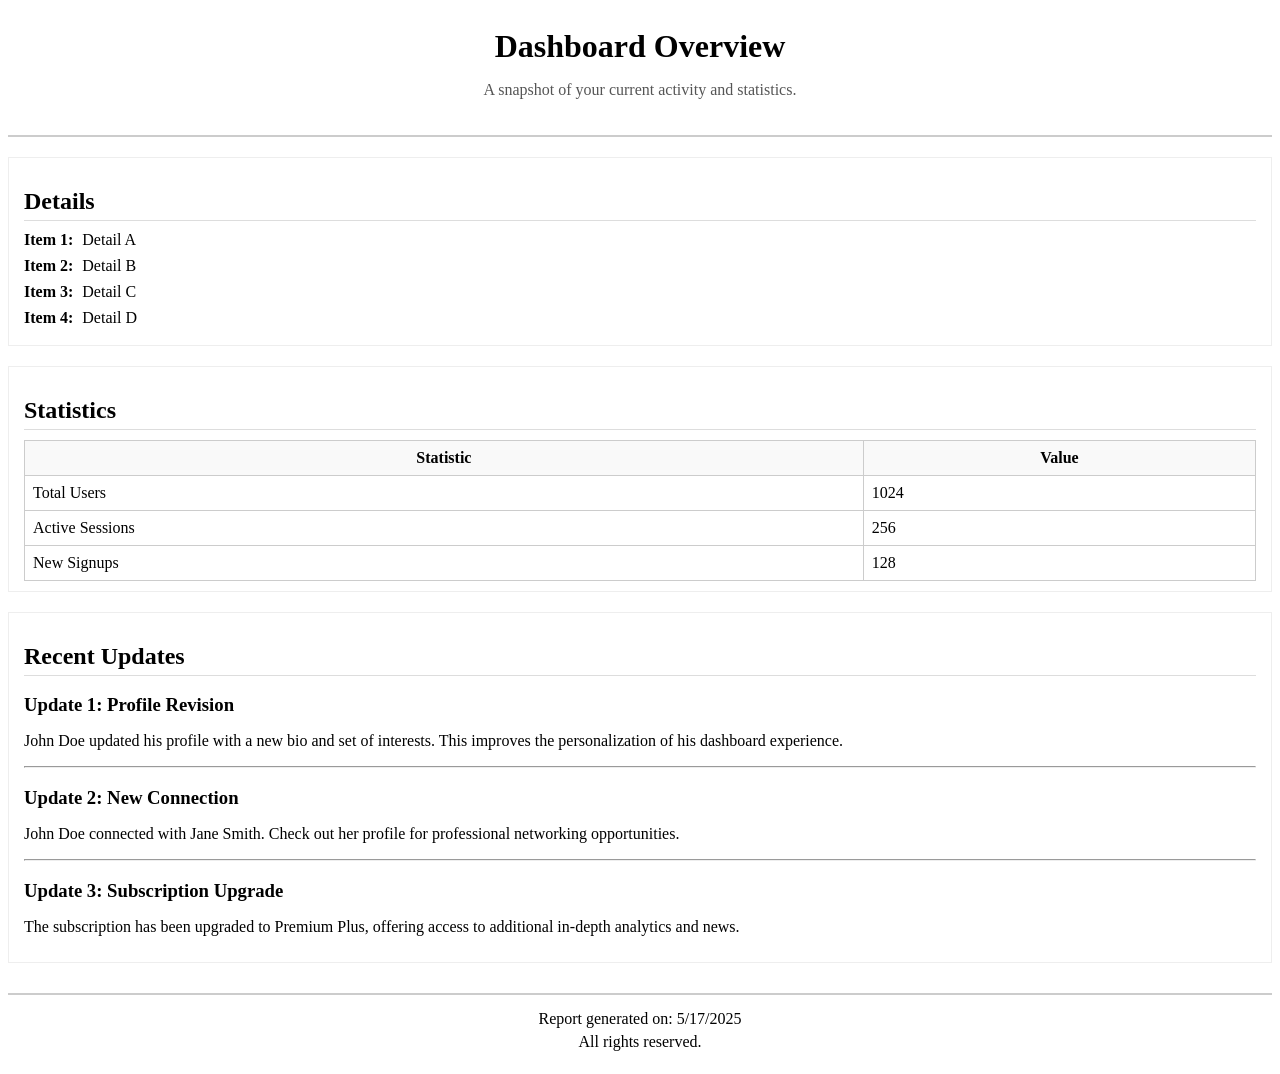 Dashboard Overview
A snapshot of your current activity and statistics.
Details
Item 1: Detail A
Item 2: Detail B
Item 3: Detail C
Item 4: Detail D
Statistics
Statistic Value
Total Users 1024
Active Sessions 256
New Signups 128
Recent Updates
Update 1: Profile Revision
John Doe updated his profile with a new bio and set of interests. This improves the personalization of his dashboard experience.
Update 2: New Connection
John Doe connected with Jane Smith. Check out her profile for professional networking opportunities.
Update 3: Subscription Upgrade
The subscription has been upgraded to Premium Plus, offering access to additional in-depth analytics and news.
Report generated on: 5/17/2025
All rights reserved.